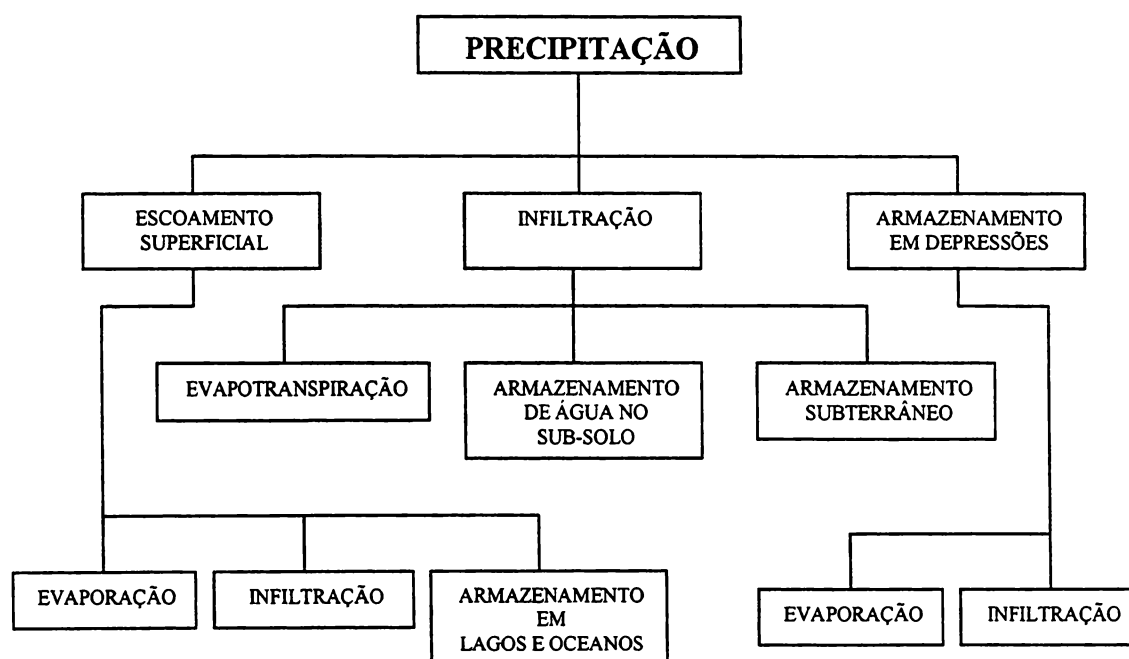 PRECIPITAÇÃO
ESCOAMENTO
SUPERFICIAL
INFILTRAÇÃO
ARMAZENAMENTO
EM DEPRESSÕES
EVAPOTRANSPIRAÇÃO
ARMAZENAMENTO
DE ÁGUA NO
SUB-SOLO
ARMAZENAMENTO
SUBTERRÂNEO
EVAPORAÇÃO
INFILTRAÇÃO
ARMAZENAMENTO
EM
LAGOS E OCEANOS
EVAPORAÇÃO
INFILTRAÇÃO